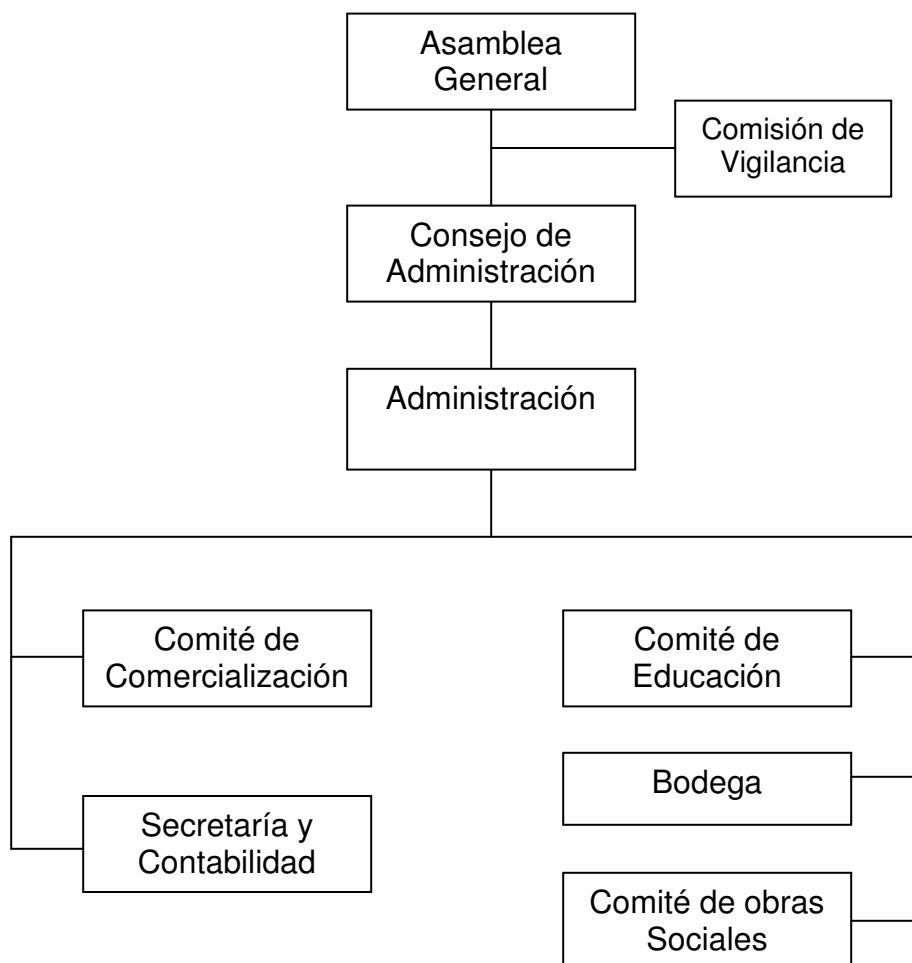 Asamblea
General
Comisión de
Vigilancia
Consejo de
Administración
Administración
Comité de
Comercialización
Comité de
Educación
Bodega
Secretaría y
Contabilidad
Comité de obras
Sociales